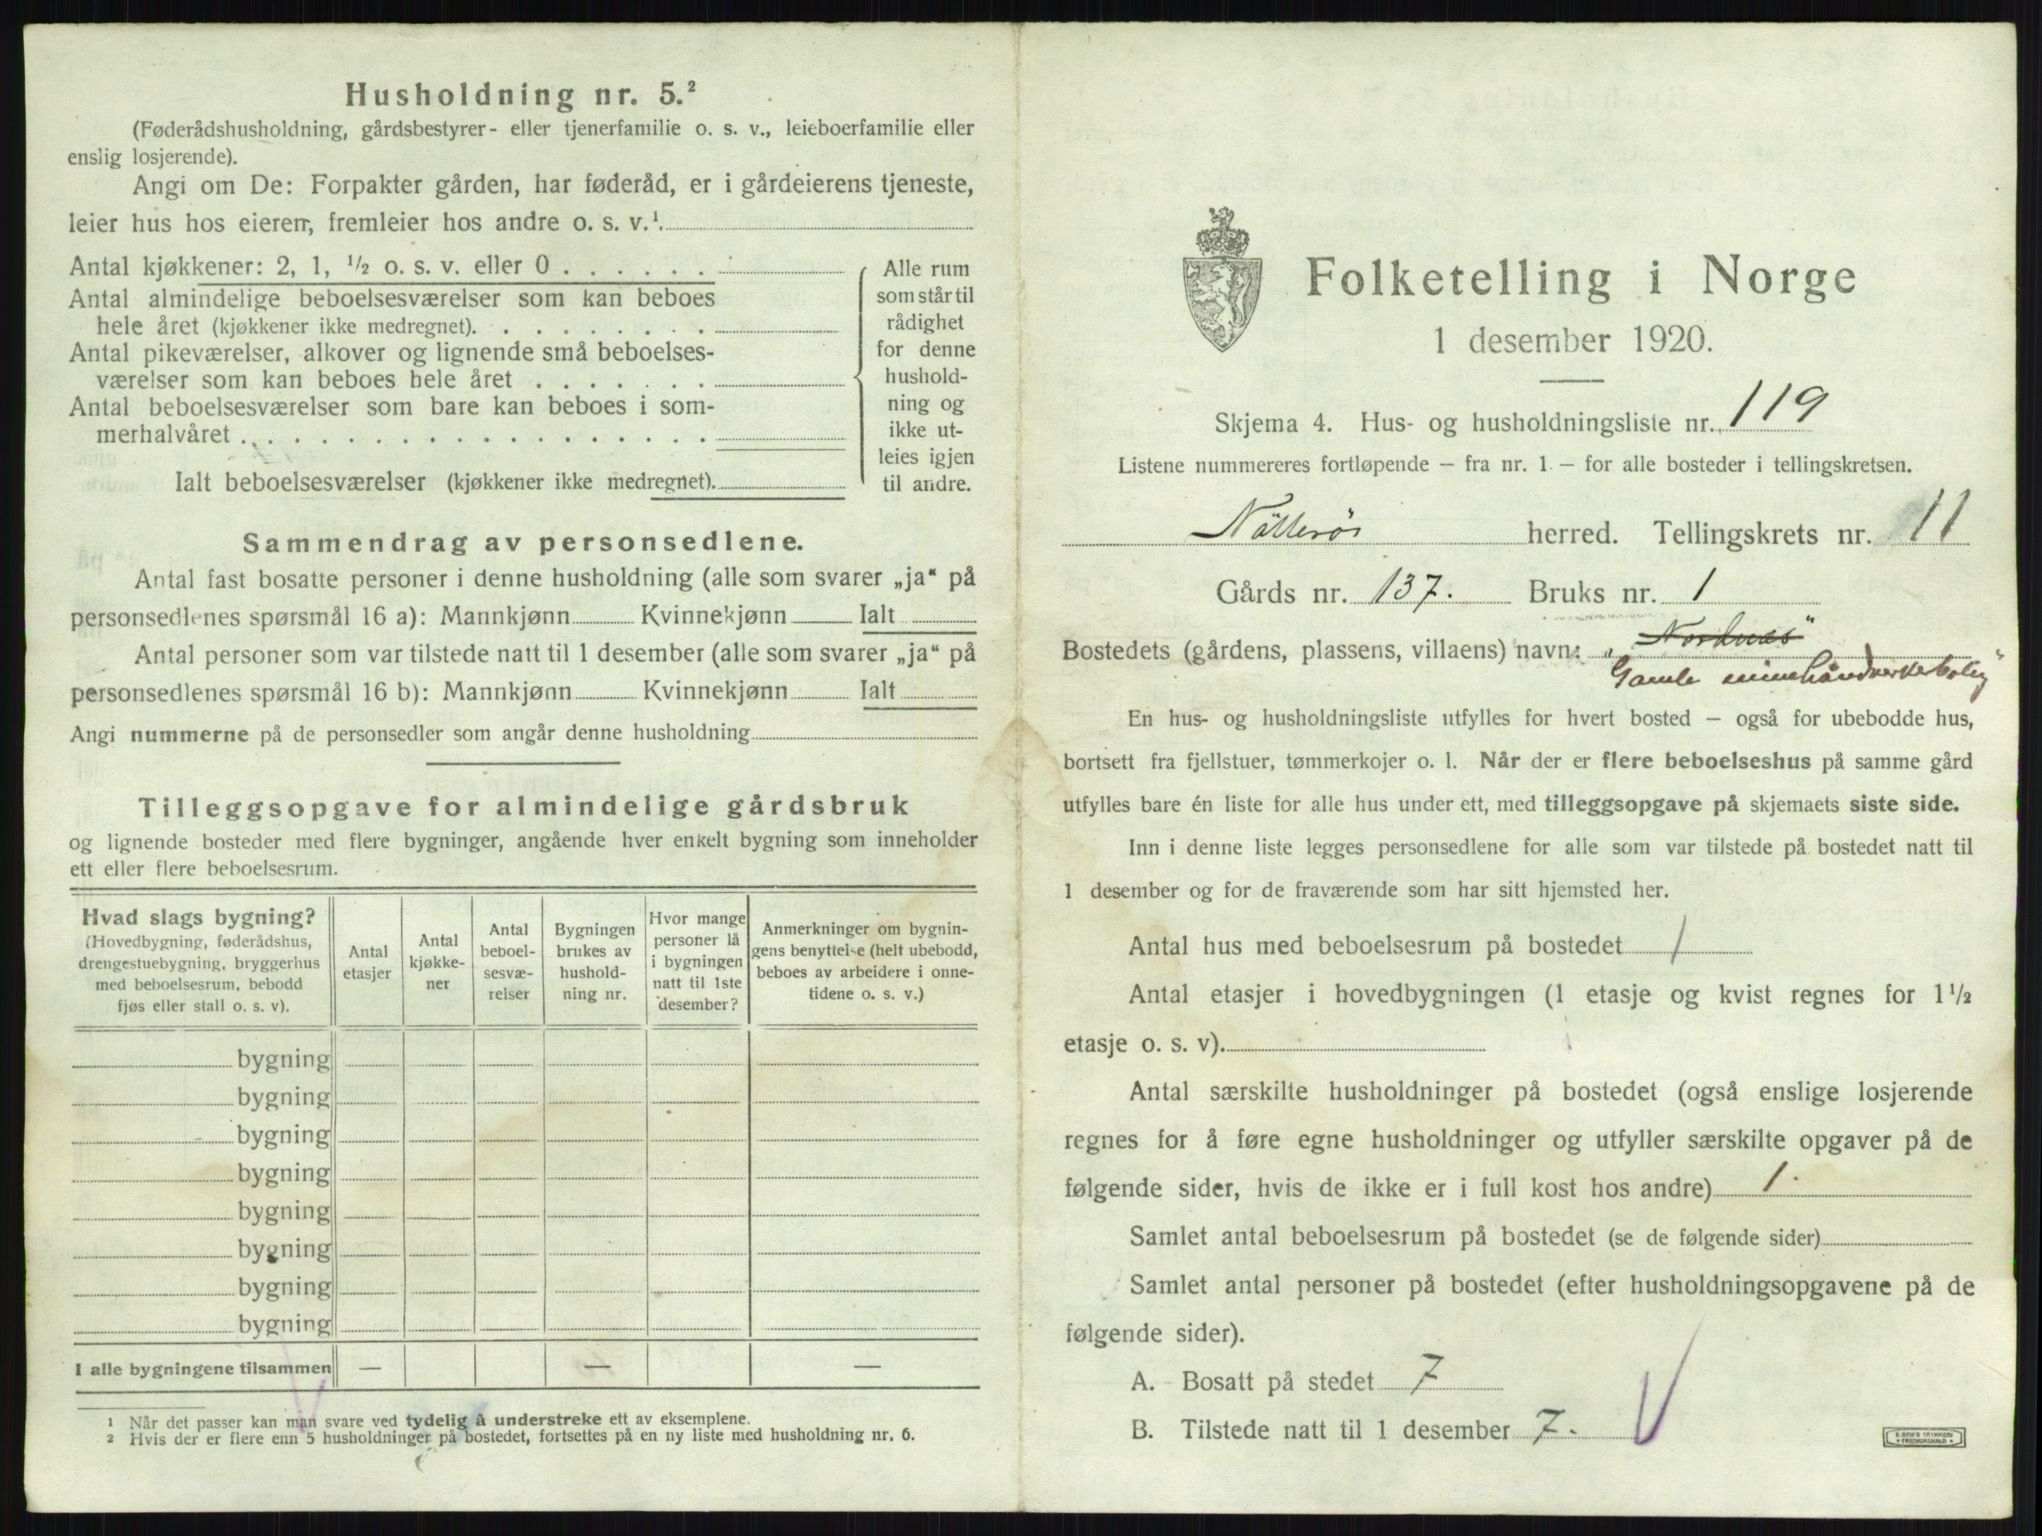 Husholdning nr. 5.²
(Føderådshusholdning, gårdsbestyrer- eller tjenerfamilie o. s. v., leieboerfamilie eller
enslig losjerende).
Angi om De: Forpakter gården, har føderåd, er i gårdeierens tjeneste,
leier hus hos eieren, fremleier hos andre o. s. v.¹
Antal kjøkkener: 2, 1, ½ o. s. v. eller 0
Antal almindelige beboelsesværelser som kan beboes
hele året (kjøkkener ikke medregnet).
Antal pikeværelser, alkover og lignende små beboelses-
værelser som kan beboes hele året
Antal beboelsesværelser som bare kan beboes i som-
merhalvåret
Ialt beboelsesværelser (kjøkkener ikke medregnet).
Alle rum
som står til
rådighet
for denne
hushold-
ning og
ikke ut-
leies igjen
til andre.
Sammendrag av personsedlene.
Antal fast bosatte personer i denne husholdning (alle som svarer „ja“ på
personsedlenes spørsmål 16 a): Mannkjønn Kvinnekjønn Ialt
Antal personer som var tilstede natt til 1 desember (alle som svarer „ja“ på
personsedlenes spørsmål 16 b): Mannkjønn Kvinnekjønn Ialt
Angi nummerne på de personsedler som angår denne husholdning
Tilleggsopgave for almindelige gårdsbruk
og lignende bosteder med flere bygninger, angående hver enkelt bygning som inneholder
ett eller flere beboelsesrum.
Hvad slags bygning?
(Hovedbygning, føderådshus,
drengestuebygning, bryggerhus
med beboelsesrum, bebodd
fjøs eller stall o. s. v).
Antal
etasjer
Antal
kjøkke-
ner
Antal
beboel-
sesvæ-
relser
Bygningen
brukes av
hushold-
ning nr.
Hvor mange
personer lå
i bygningen
natt til 1ste
desember?
Anmerkninger om bygnin-
gens benyttelse (helt ubebodd,
beboes av arbeidere i onne-
tidene o. s. v.)
bygning
bygning
bygning
bygning
bygning
bygning
bygning
bygning
I alle bygningene tilsammen — — —
¹ Når det passer kan man svare ved tydelig å understreke ett av eksemplene.
² Hvis der er flere enn 5 husholdninger på bostedet, fortsettes på en ny liste med husholdning nr. 6.
Folketelling i Norge
1 desember 1920.
Skjema 4. Hus- og husholdningsliste nr. 119
Listene nummereres fortløpende – fra nr. 1 – for alle bosteder i tellingskretsen.
Nötterös herred. Tellingskrets nr. 11
Gårds nr. 137. Bruks nr. 1
Bostedets (gårdens, plassens, villaens) navn: „Nordnæs“
Gamle minehåndverkerbolig“
En hus- og husholdningsliste utfylles for hvert bosted – også for ubebodde hus,
bortsett fra fjellstuer, tømmerkojer o. l. Når der er flere beboelseshus på samme gård
utfylles bare én liste for alle hus under ett, med tilleggsopgave på skjemaets siste side.
Inn i denne liste legges personsedlene for alle som var tilstede på bostedet natt til
1 desember og for de fraværende som har sitt hjemsted her.
Antal hus med beboelsesrum på bostedet 1
Antal etasjer i hovedbygningen (1 etasje og kvist regnes for 1½
etasje o. s. v).
Antal særskilte husholdninger på bostedet (også enslige losjerende
regnes for å føre egne husholdninger og utfyller særskilte opgaver på de
følgende sider, hvis de ikke er i full kost hos andre) 1.
Samlet antal beboelsesrum på bostedet (se de følgende sider)
Samlet antal personer på bostedet (efter husholdningsopgavene på de
følgende sider).
A. Bosatt på stedet 7
B. Tilstede natt til 1 desember 7.